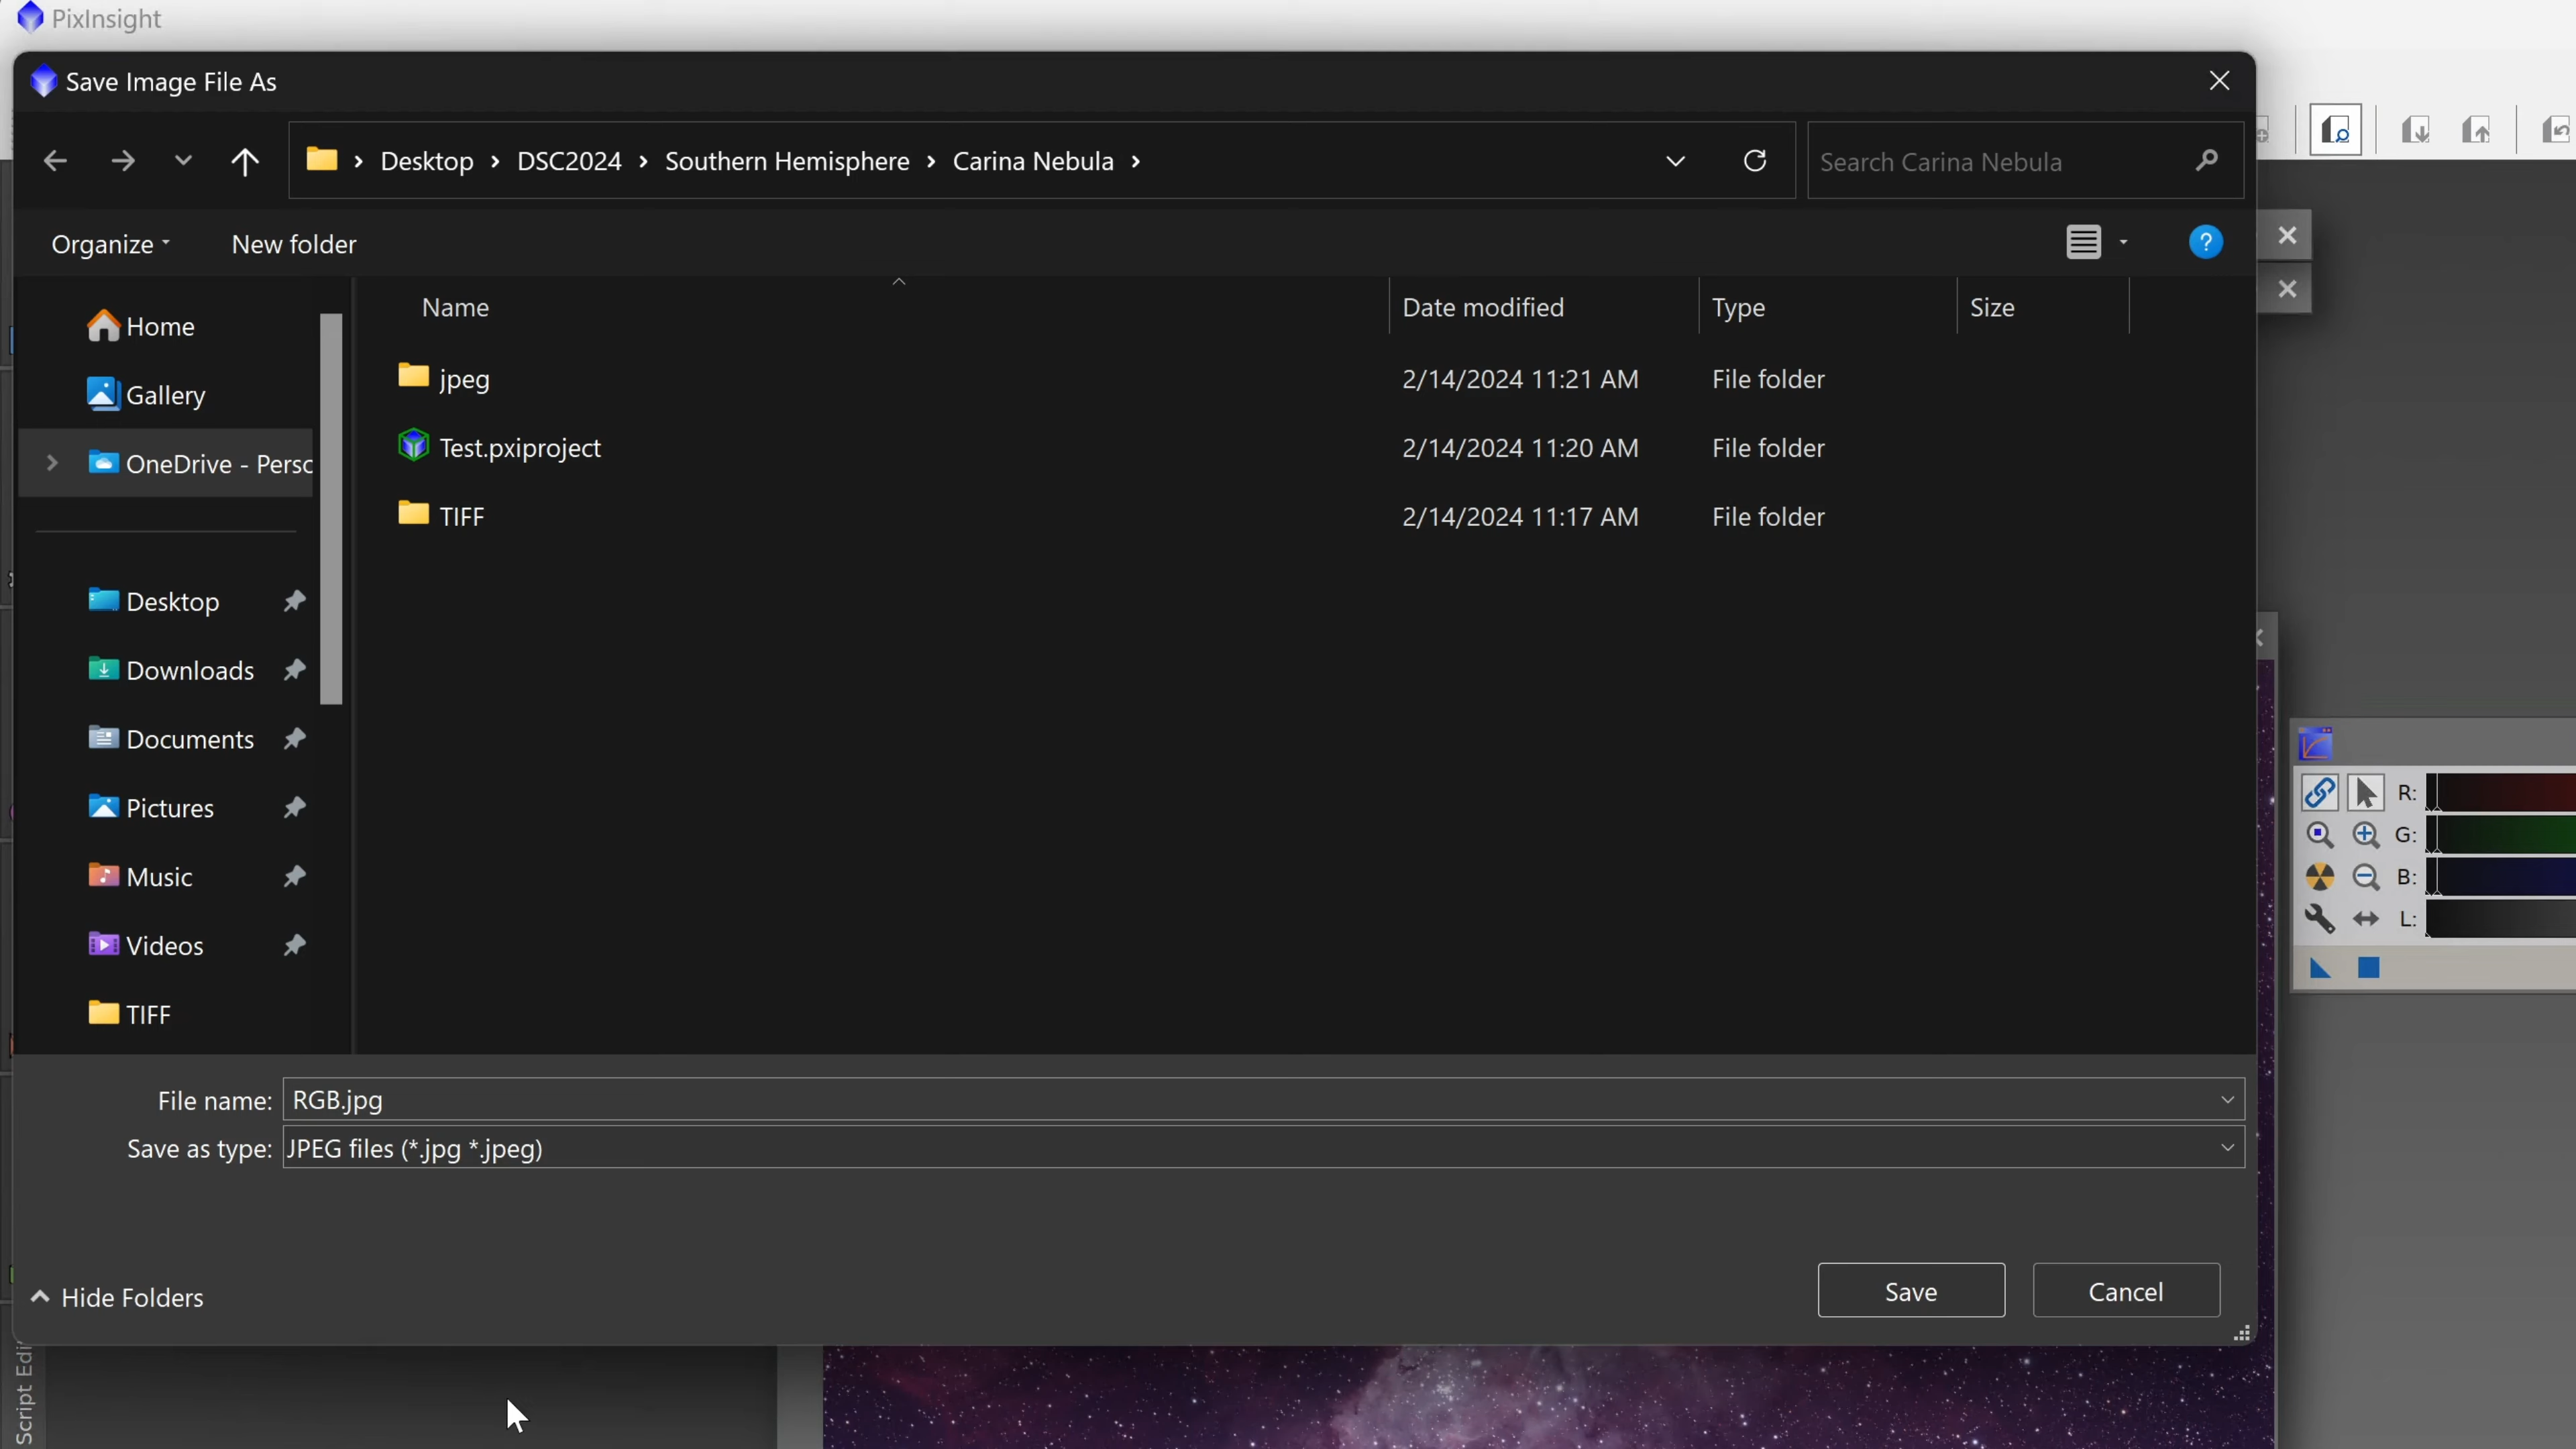 PixInsight
Save Image File As
Desktop > DSC2024 > Southern Hemisphere > Carina Nebula >
Search Carina Nebula
Organize
New folder
Name
Date modified
Type
Size
Home
Gallery
OneDrive - Perso
Desktop
Downloads
Documents
Pictures
Music
Videos
TIFF
jpeg 2/14/2024 11:21 AM File folder
Test.pxiproject 2/14/2024 11:20 AM File folder
TIFF 2/14/2024 11:17 AM File folder
R:
G:
B:
L:
File name: RGB.jpg
Save as type: JPEG files (*.jpg *.jpeg)
Hide Folders
Save
Cancel
Script Edi